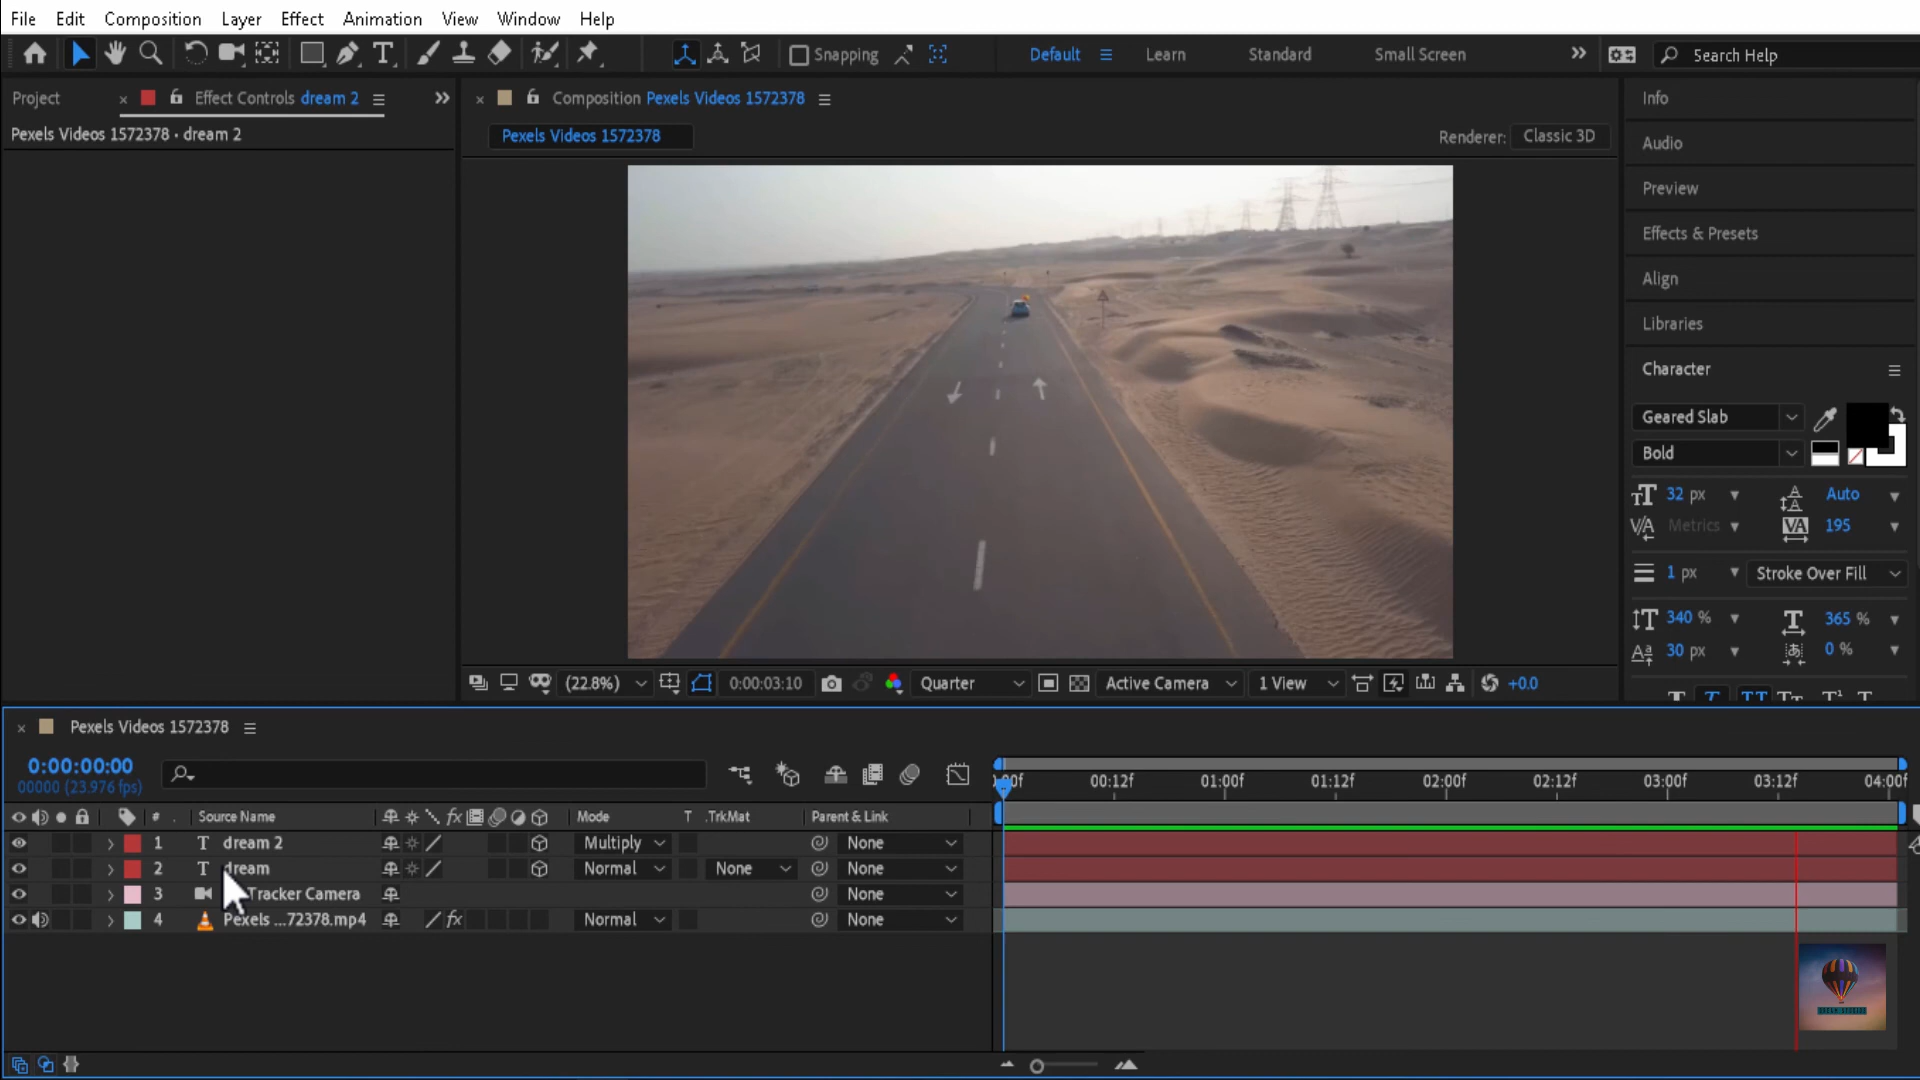 File Edit Composition Layer Effect Animation View Window Help
Snapping Default Learn Standard Small Screen Search Help
Project Effect Controls dream 2
Pexels Videos 1572378 • dream 2
Composition Pexels Videos 1572378
Pexels Videos 1572378
Renderer: Classic 3D
Info
Audio
Preview
Effects & Presets
Align
Libraries
Character
Geared Slab
Bold
32 px Auto
Metrics 195
1 px Stroke Over Fill
340 % 365 %
30 px 0 %
(22.8%) 0:00:03:10 Quarter Active Camera 1 View +0.0
Pexels Videos 1572378
0:00:00:00
00000 (23.976 fps)
00f 00:12f 01:00f 01:12f 02:00f 02:12f 03:00f 03:12f 04:00f
# . Source Name fx Mode T .TrkMat Parent & Link
1 T dream 2 Multiply None
2 T dream Normal None None
3 Tracker Camera None
4 Pexels ...72378.mp4 fx Normal None